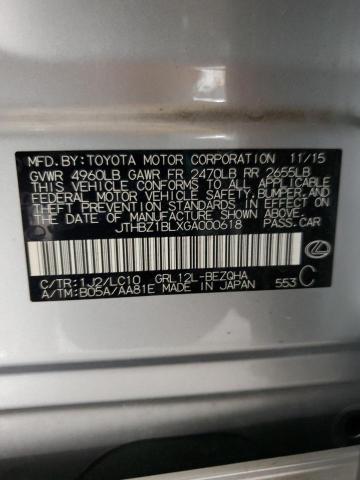 MFD.BY:TOYOTA MOTOR CORPORATION 11/15
GVWR 4960LB GAWR FR 2470LB RR 2655LB
THIS VEHICLE CONFORMS TO ALL APPLICABLE
FEDERAL MOTOR VEHICLE SAFETY, BUMPER, AND
THEFT PREVENTION STANDARDS IN EFFECT ON
THE DATE OF MANUFACTURE SHOWN ABOVE.
JTHBZ1BLXGA000618 PASS.CAR
C/TR:1J2/LC10 GRL12L-BEZQHA C
A/TM:B05A/AA81E MADE IN JAPAN 553